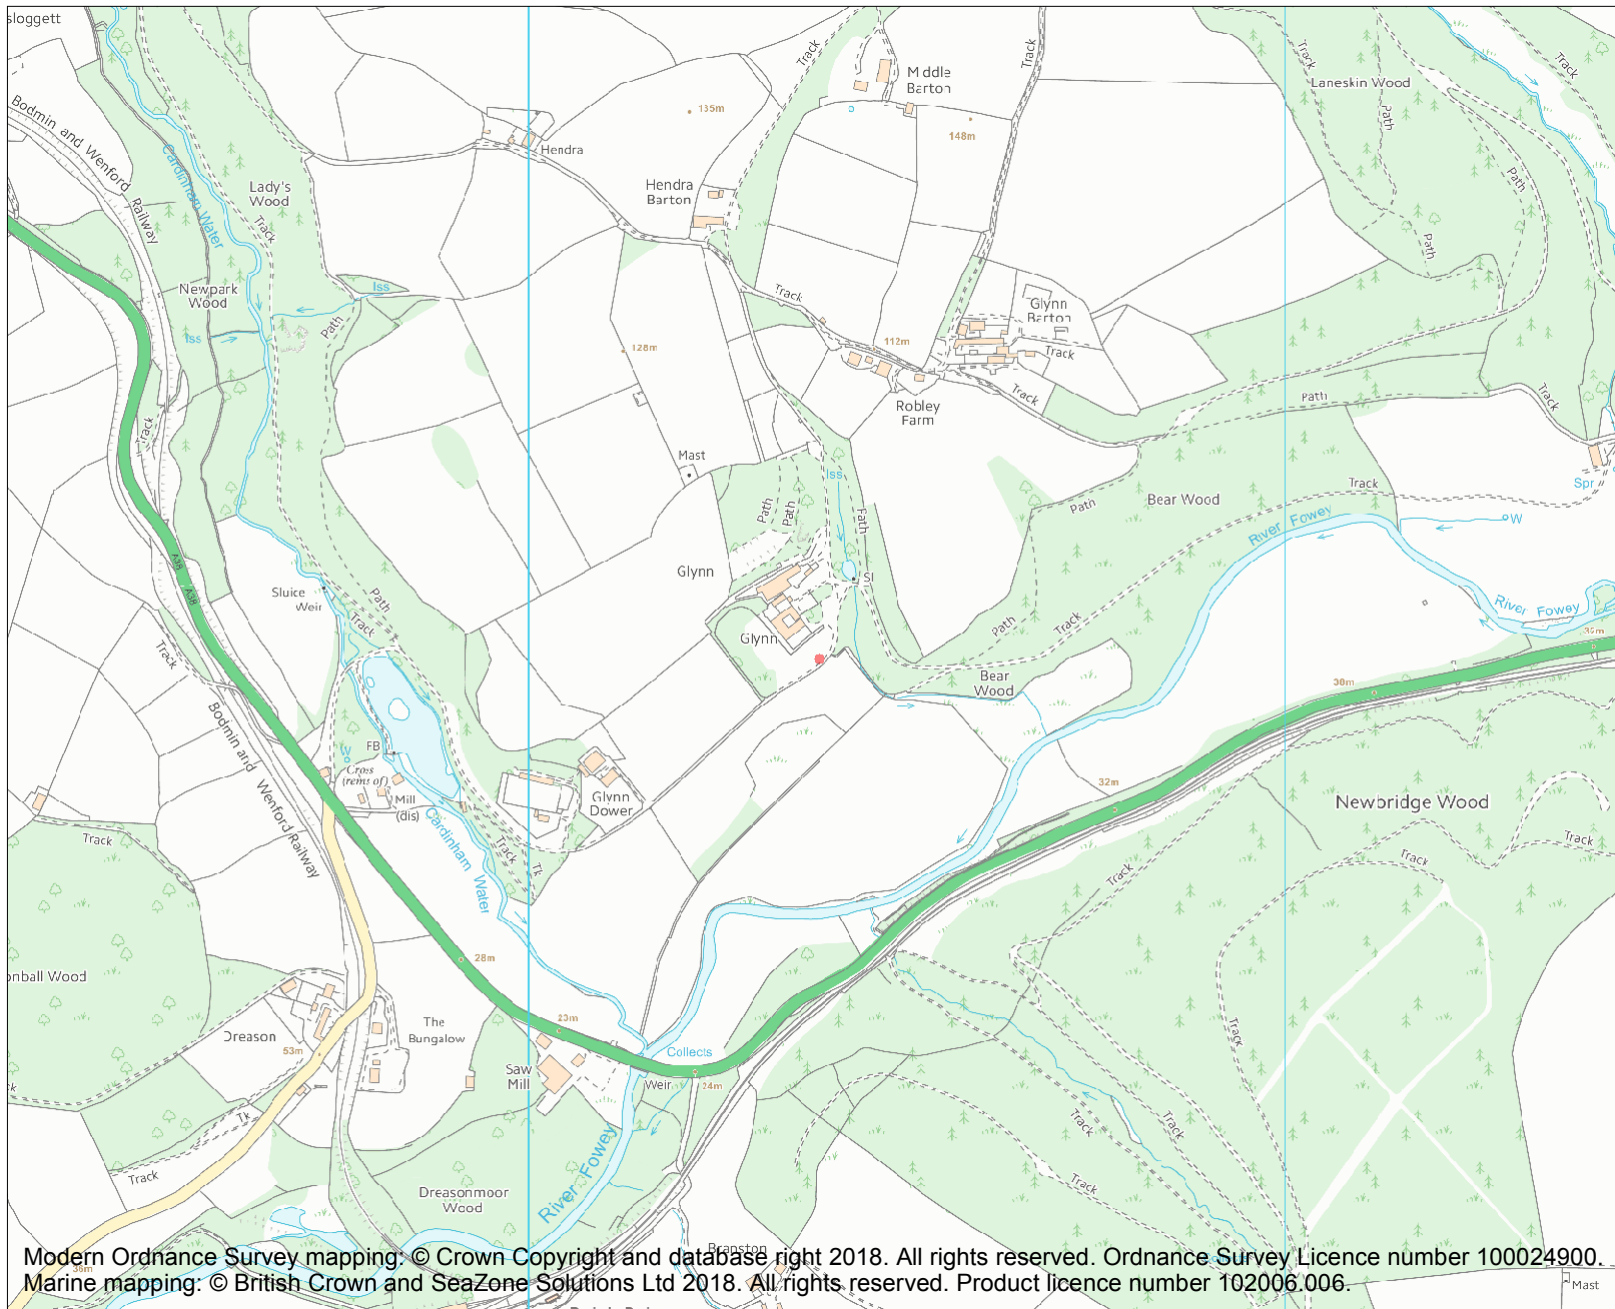 sloggett
Track
Track
Middle
Barton
Track
Laneskin Wood
Track
Bodmin and Wenford
Railway
135m
148m
Path
Hendra
Cardinham Water
Lady's
Wood
Hendra
Barton
Path
Track
Path
Newpark
Wood
Iss
Track
Glynn
Barton
Path
Iss
128m
112m
Track
Track
Robley
Farm
Path
Track
Track
Mast
Iss
Path
Path
Path
Path
Bear Wood
Track
Spr
W
River Fowey
A38
A38
Glynn
Sl
Sluice
Weir
Path
Track
River Fowey
Path
Track
Glynn
Track
Bear
Wood
38m
Bodmin and Wenford Railway
FB
W
Cross
(rems of)
Mill
(dis)
Glynn
Dower
32m
Newbridge Wood
Cardinham Water
Track
Track
Tk
Track
Track
Track
onball Wood
28m
Dreason
The
Bungalow
53m
23m
Track
Saw
Mill
Collects
Weir
24m
Tk
Track
Track
Track
Track
Dreasonmoor
Wood
River Fowey
Branston
36m
Mast
Modern Ordnance Survey mapping: © Crown Copyright and database right 2018. All rights reserved. Ordnance Survey Licence number 100024900.
Marine mapping: © British Crown and SeaZone Solutions Ltd 2018. All rights reserved. Product licence number 102006.006.